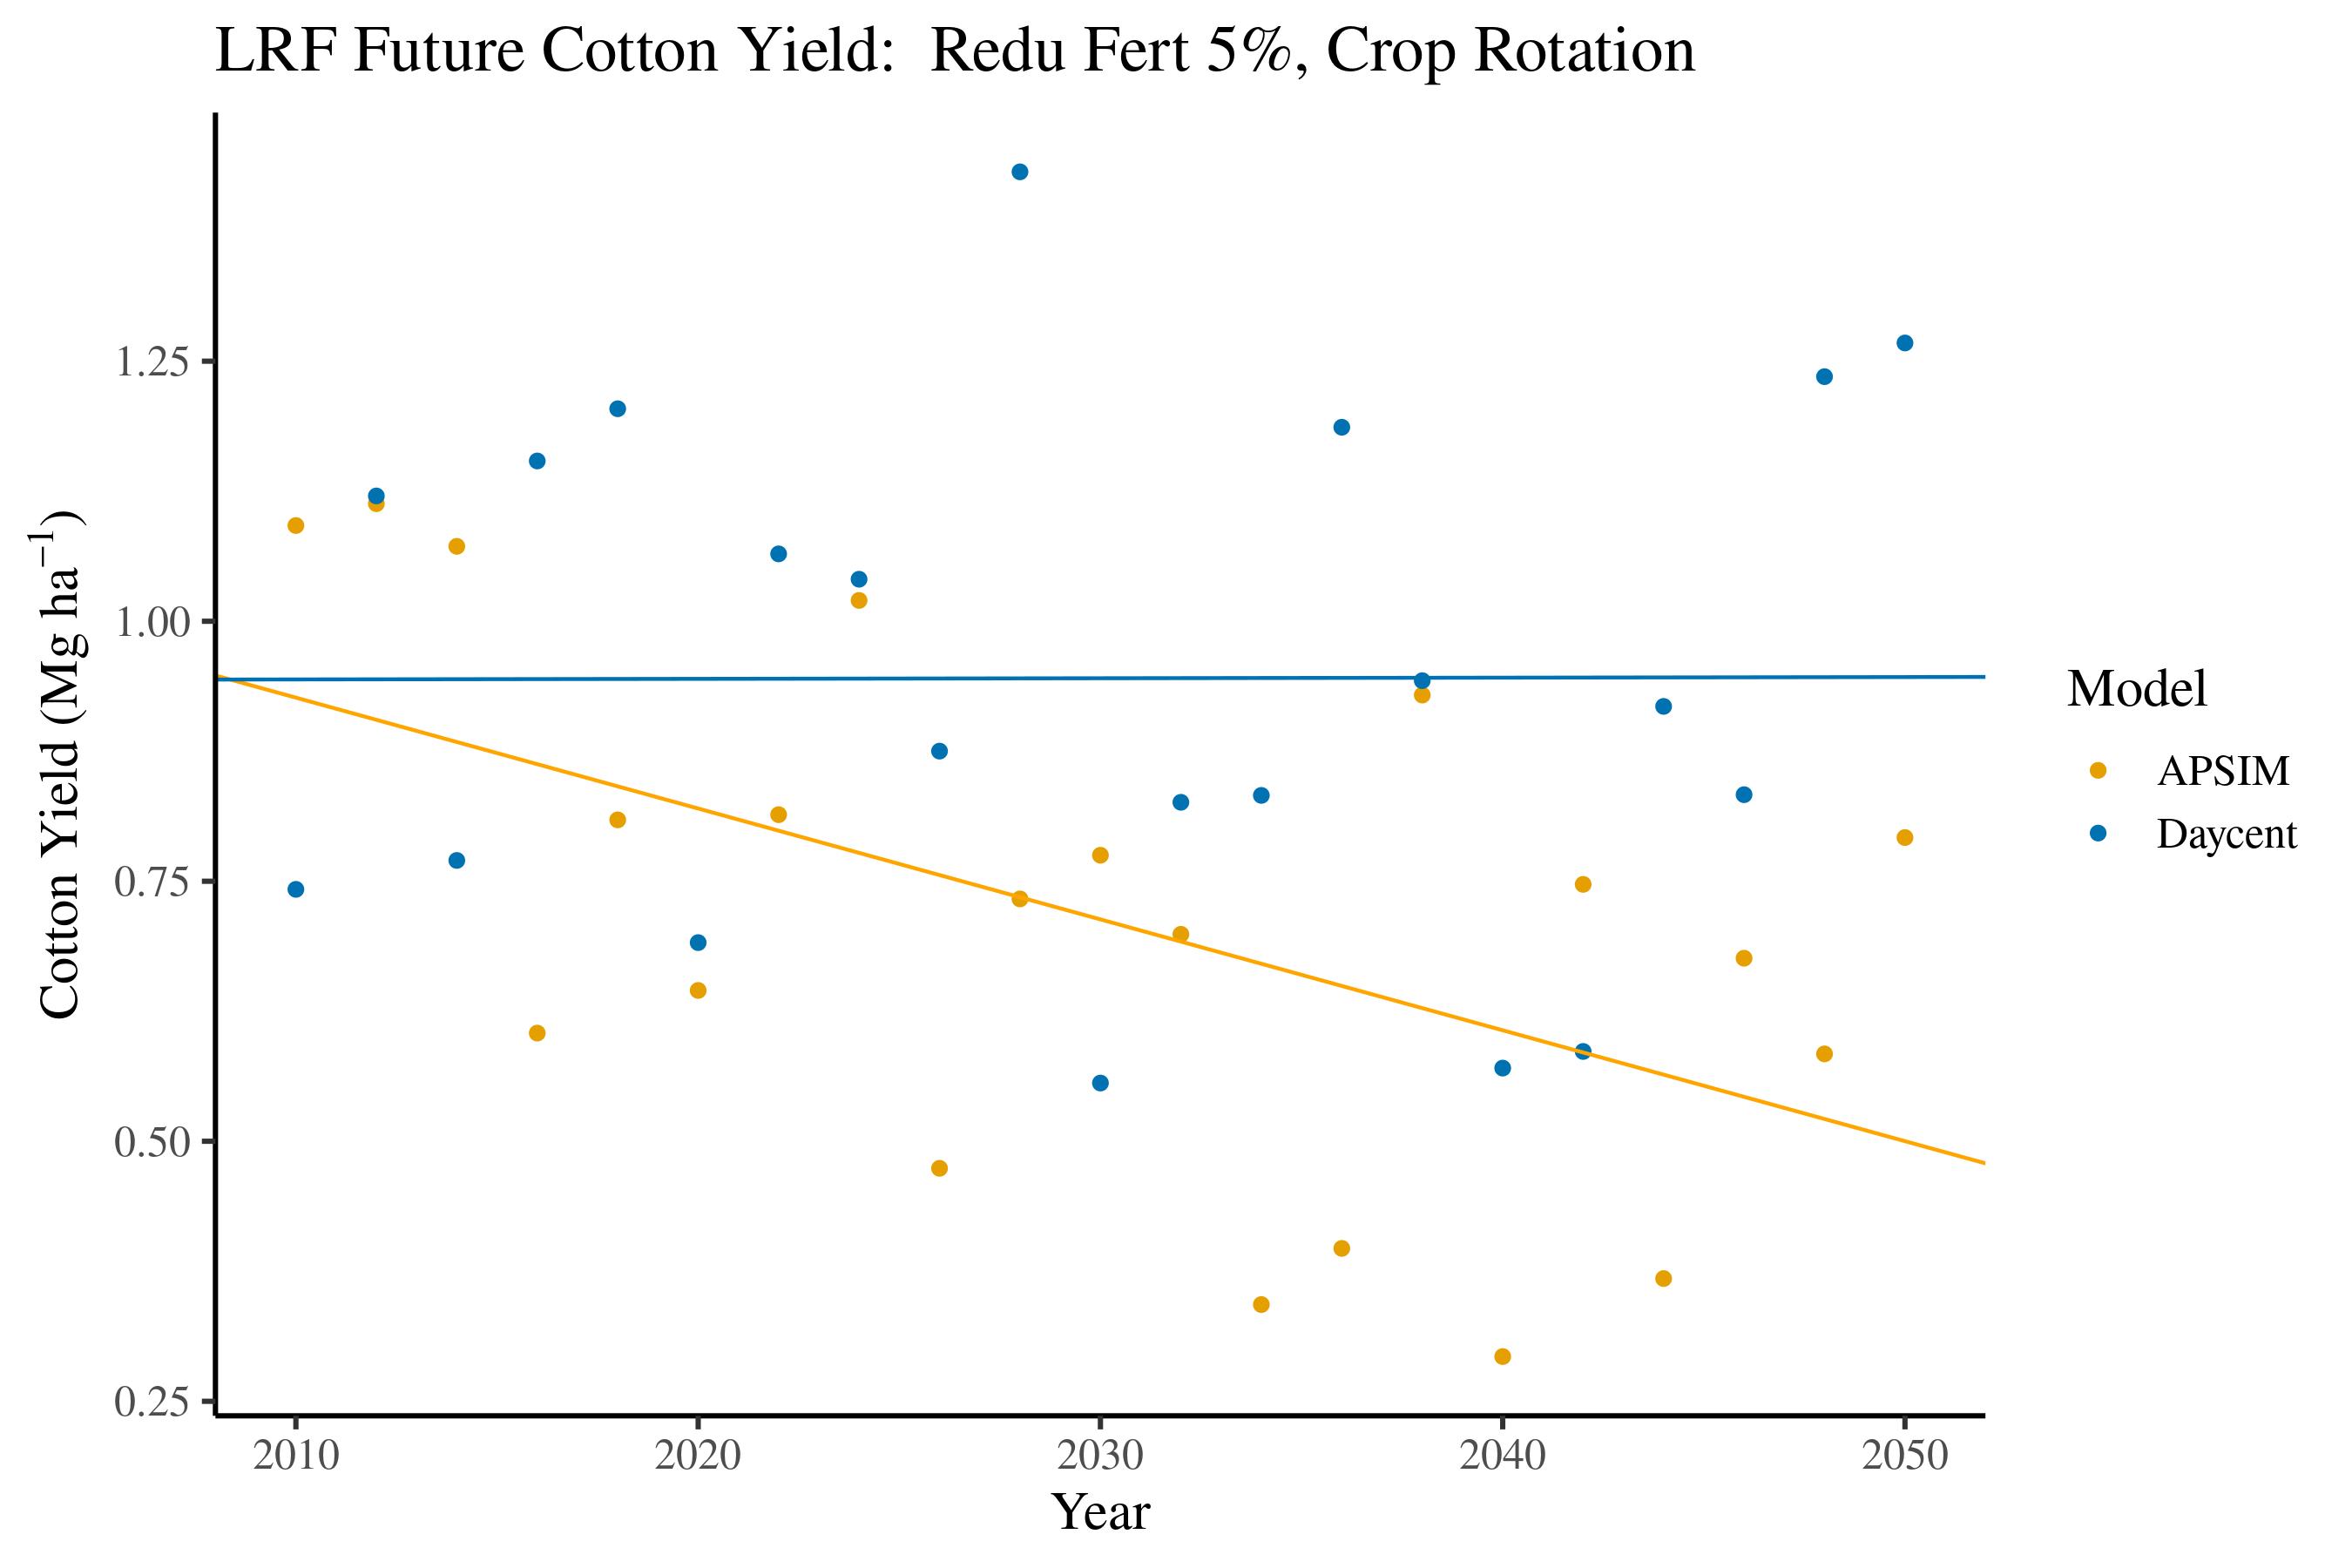 LRF Future Cotton Yield:  Redu Fert 5%, Crop Rotation
Cotton Yield (Mg ha⁻¹)
1.25
1.00
0.75
0.50
0.25
2010 2020 2030 2040 2050
Year
Model
APSIM
Daycent